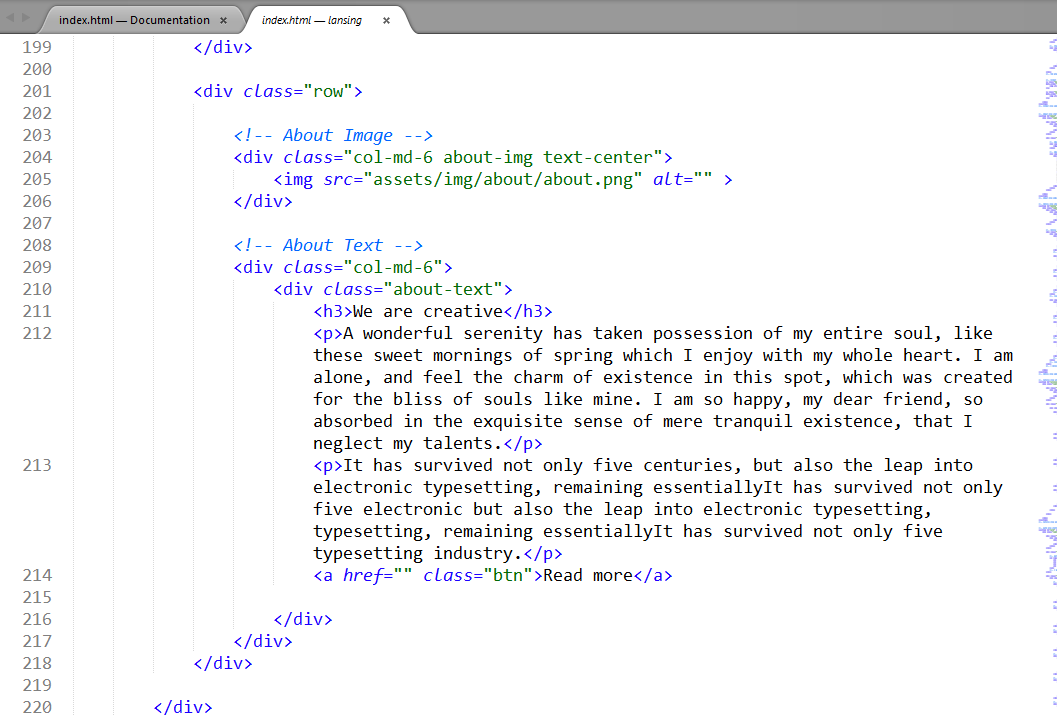 index.html — Documentation ×
index.html — lansing ×
199 </div>
200
201 <div class="row">
202
203 <!-- About Image -->
204 <div class="col-md-6 about-img text-center">
205 <img src="assets/img/about/about.png" alt="" >
206 </div>
207
208 <!-- About Text -->
209 <div class="col-md-6">
210 <div class="about-text">
211 <h3>We are creative</h3>
212 <p>A wonderful serenity has taken possession of my entire soul, like
these sweet mornings of spring which I enjoy with my whole heart. I am
alone, and feel the charm of existence in this spot, which was created
for the bliss of souls like mine. I am so happy, my dear friend, so
absorbed in the exquisite sense of mere tranquil existence, that I
neglect my talents.</p>
213 <p>It has survived not only five centuries, but also the leap into
electronic typesetting, remaining essentiallyIt has survived not only
five electronic but also the leap into electronic typesetting,
typesetting, remaining essentiallyIt has survived not only five
typesetting industry.</p>
214 <a href="" class="btn">Read more</a>
215
216 </div>
217 </div>
218 </div>
219
220 </div>